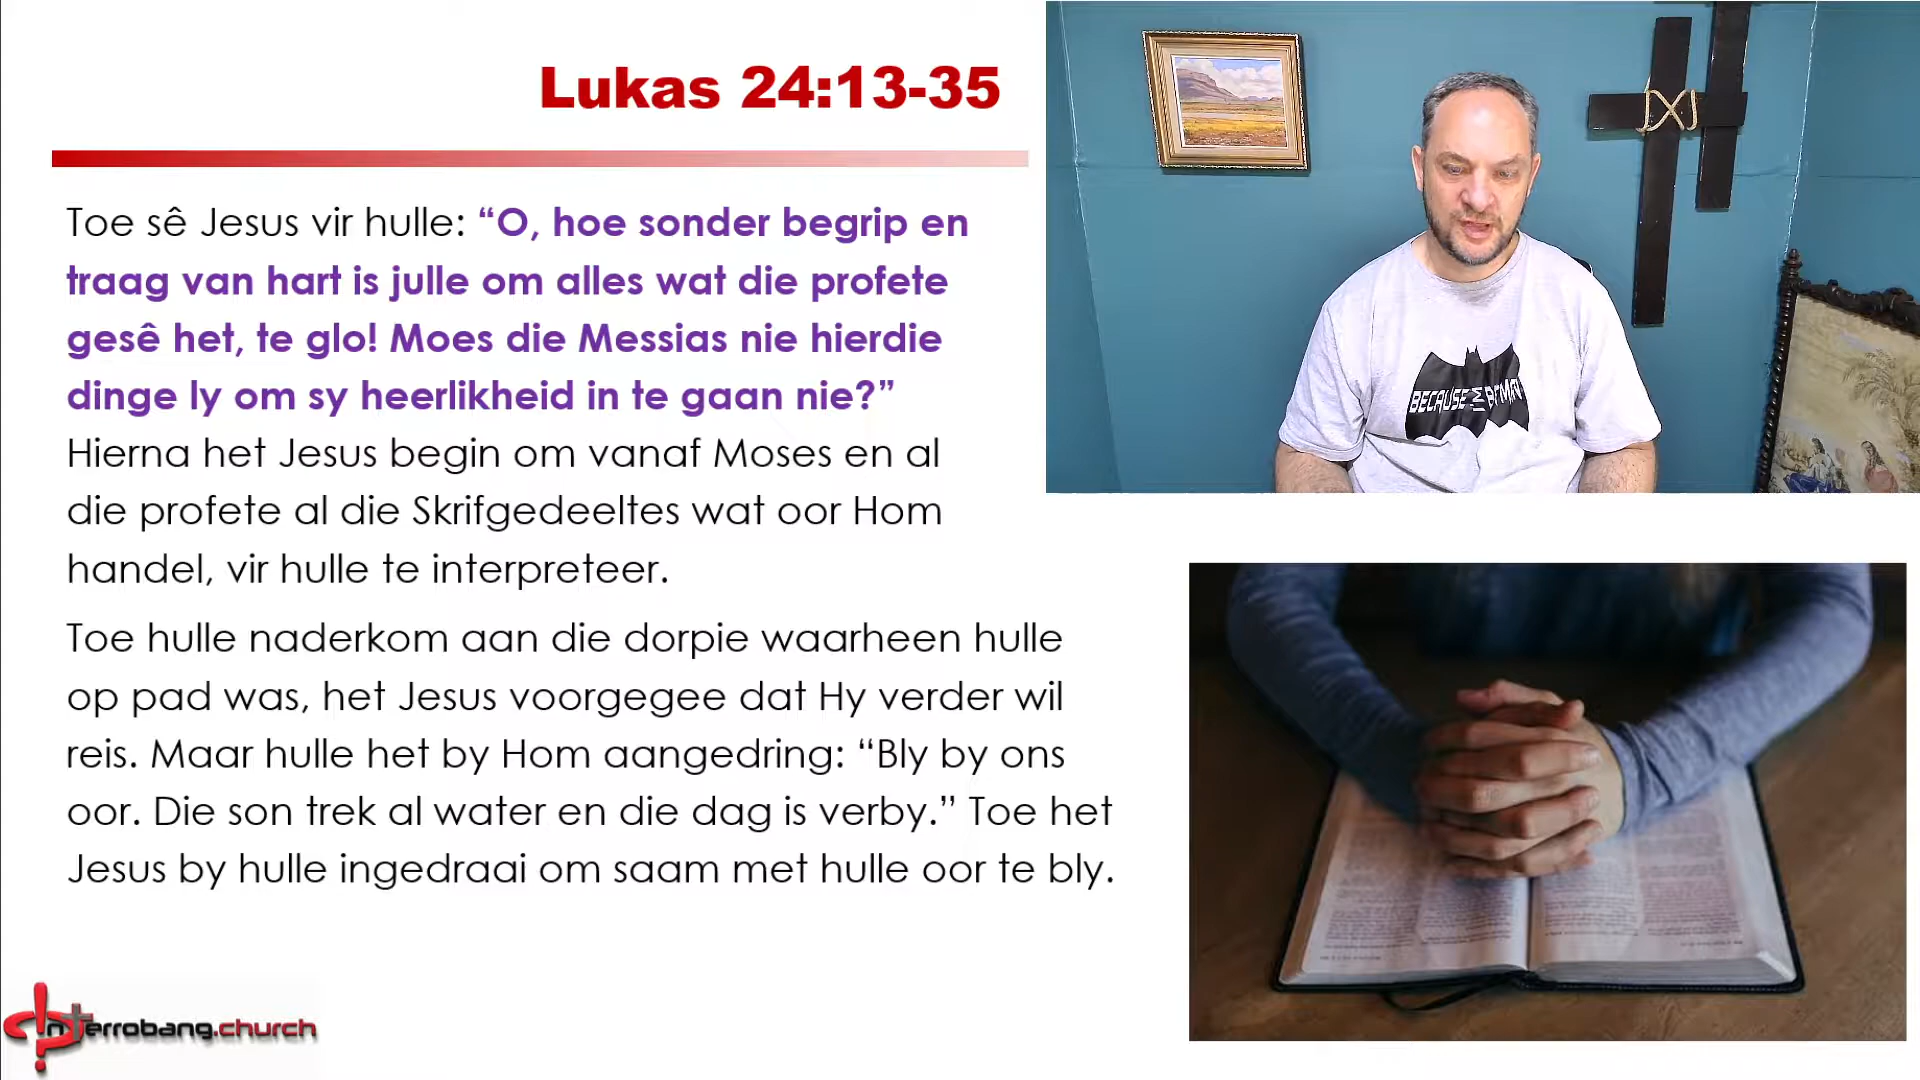 Lukas 24:13-35
Toe sê Jesus vir hulle: “O, hoe sonder begrip en
traag van hart is julle om alles wat die profete
gesê het, te glo! Moes die Messias nie hierdie
dinge ly om sy heerlikheid in te gaan nie?”
Hierna het Jesus begin om vanaf Moses en al
die profete al die Skrifgedeeltes wat oor Hom
handel, vir hulle te interpreteer.
Toe hulle naderkom aan die dorpie waarheen hulle
op pad was, het Jesus voorgegee dat Hy verder wil
reis. Maar hulle het by Hom aangedring: “Bly by ons
oor. Die son trek al water en die dag is verby.” Toe het
Jesus by hulle ingedraai om saam met hulle oor te bly.
BECAUSE
Interrobang.church